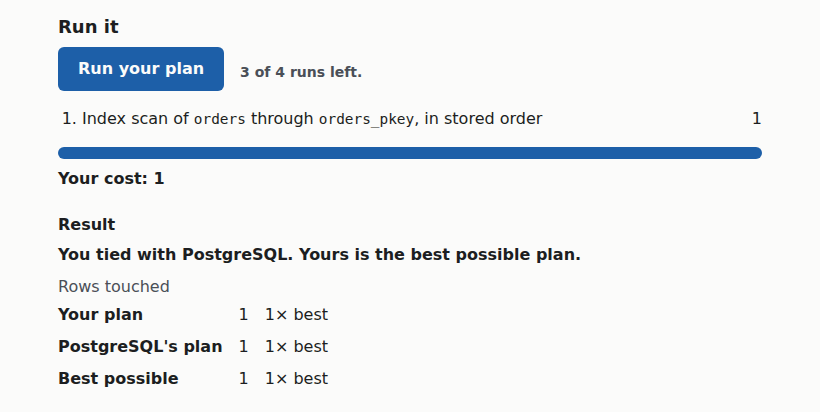 Run it
Run your plan
3 of 4 runs left.
1. Index scan of orders through orders_pkey, in stored order 1
Your cost: 1
Result
You tied with PostgreSQL. Yours is the best possible plan.
Rows touched
Your plan 1 1× best
PostgreSQL's plan 1 1× best
Best possible 1 1× best